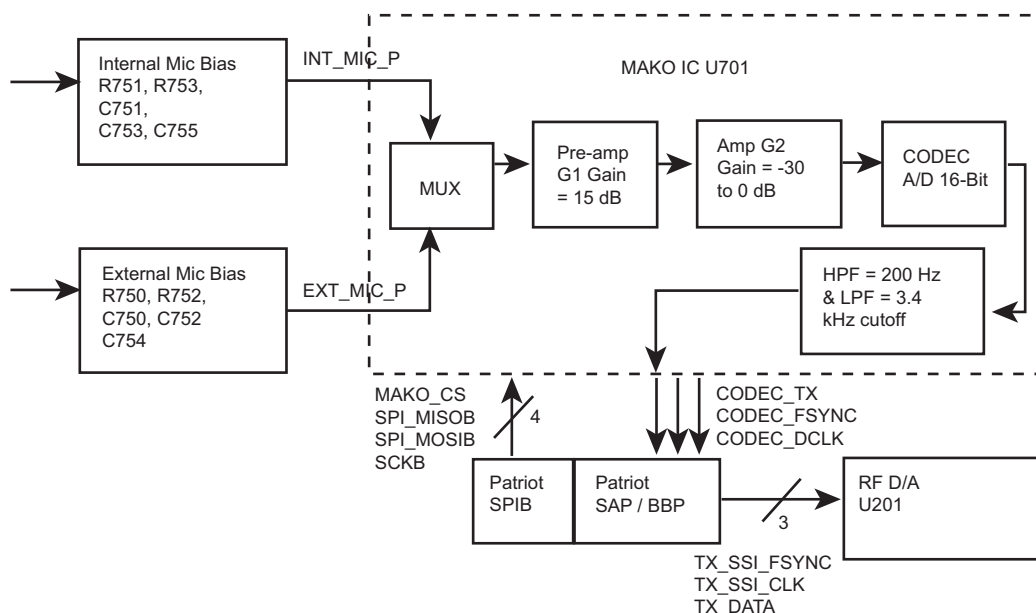 Internal Mic Bias
R751, R753,
C751,
C753, C755
INT_MIC_P
MAKO IC U701
MUX
Pre-amp
G1 Gain
= 15 dB
Amp G2
Gain = -30
to 0 dB
CODEC
A/D 16-Bit
External Mic Bias
R750, R752,
C750, C752
C754
EXT_MIC_P
HPF = 200 Hz
& LPF = 3.4
kHz cutoff
MAKO_CS
SPI_MISOB
SPI_MOSIB
SCKB
4
CODEC_TX
CODEC_FSYNC
CODEC_DCLK
Patriot
SPIB
Patriot
SAP / BBP
3
RF D/A
U201
TX_SSI_FSYNC
TX_SSI_CLK
TX_DATA